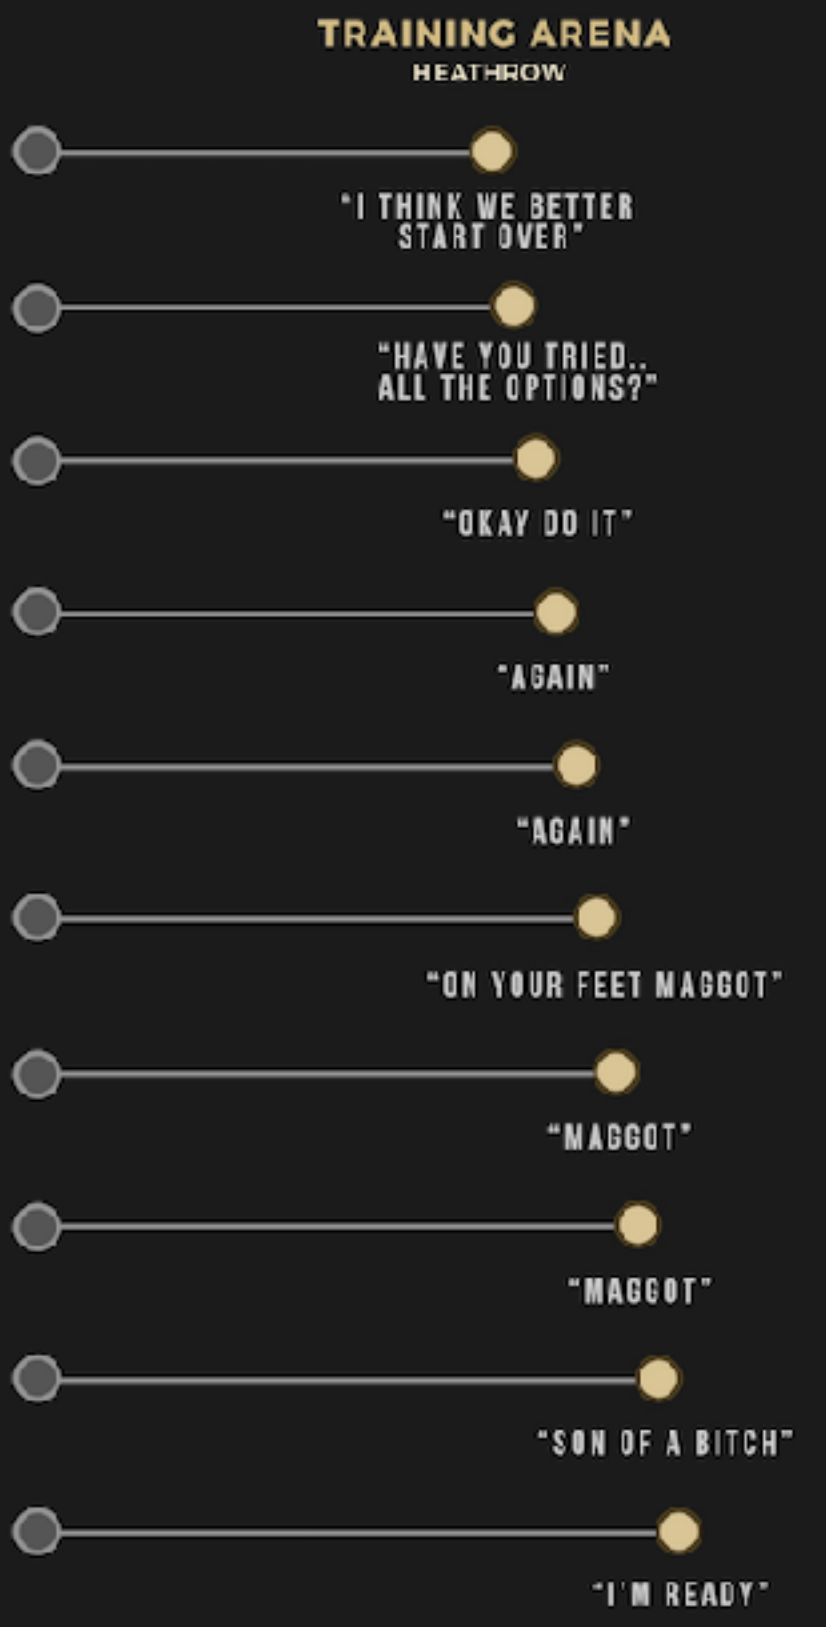 TRAINING ARENA
HEATHROW
"I THINK WE BETTER
START OVER"
"HAVE YOU TRIED..
ALL THE OPTIONS?"
"OKAY DO IT"
"AGAIN"
"AGAIN"
"ON YOUR FEET MAGGOT"
"MAGGOT"
"MAGGOT"
"SON OF A BITCH"
"I'M READY"